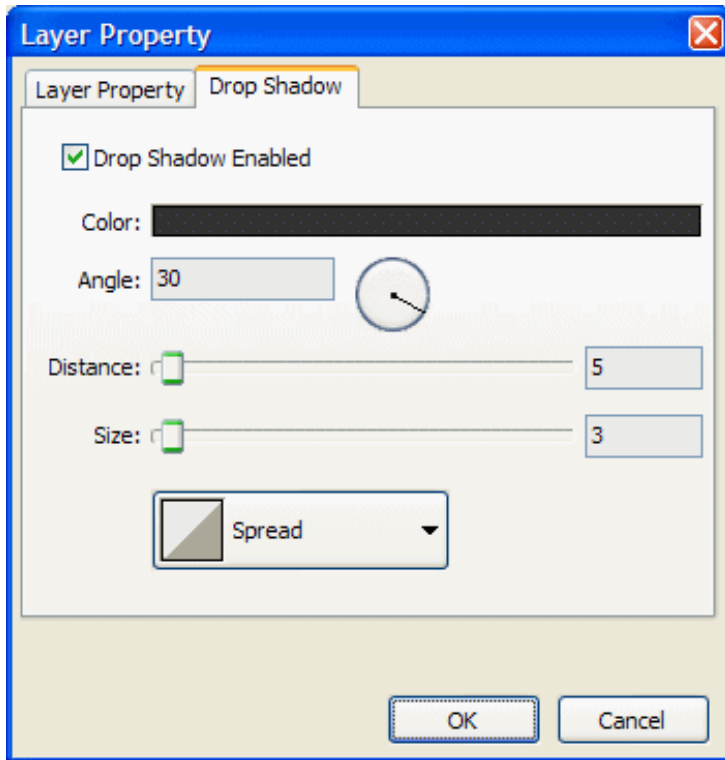 Layer Property
Layer Property Drop Shadow
Drop Shadow Enabled
Color:
Angle: 30
Distance: 5
Size: 3
Spread
OK Cancel